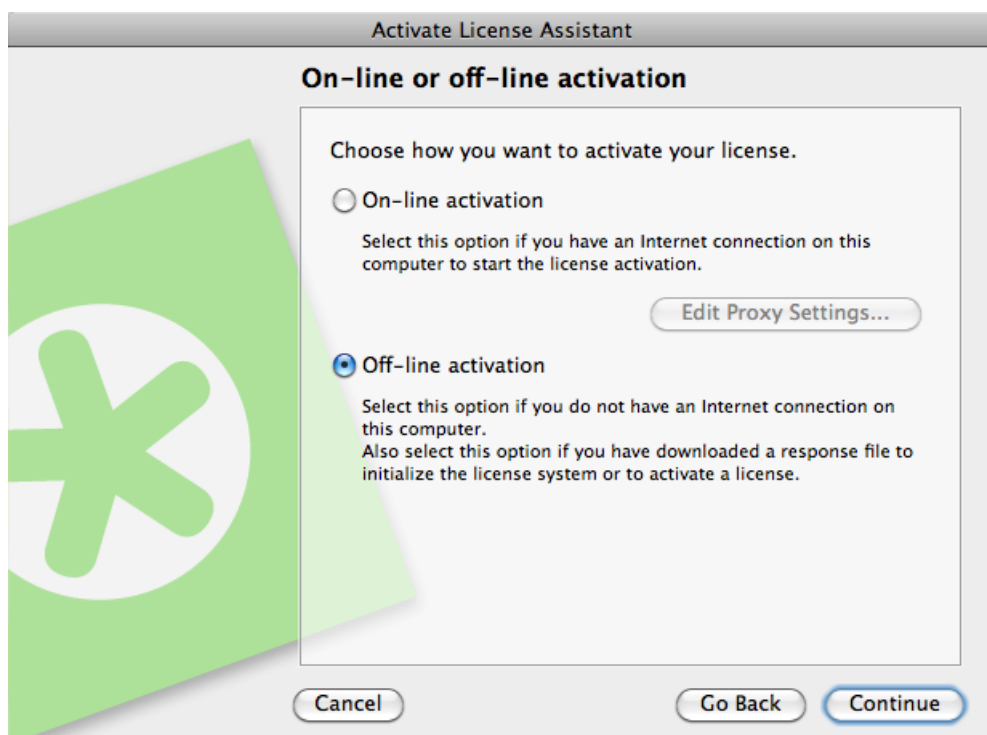 Activate License Assistant
On-line or off-line activation
Choose how you want to activate your license.
On-line activation
Select this option if you have an Internet connection on this
computer to start the license activation.
Edit Proxy Settings...
Off-line activation
Select this option if you do not have an Internet connection on
this computer.
Also select this option if you have downloaded a response file to
initialize the license system or to activate a license.
Cancel
Go Back
Continue